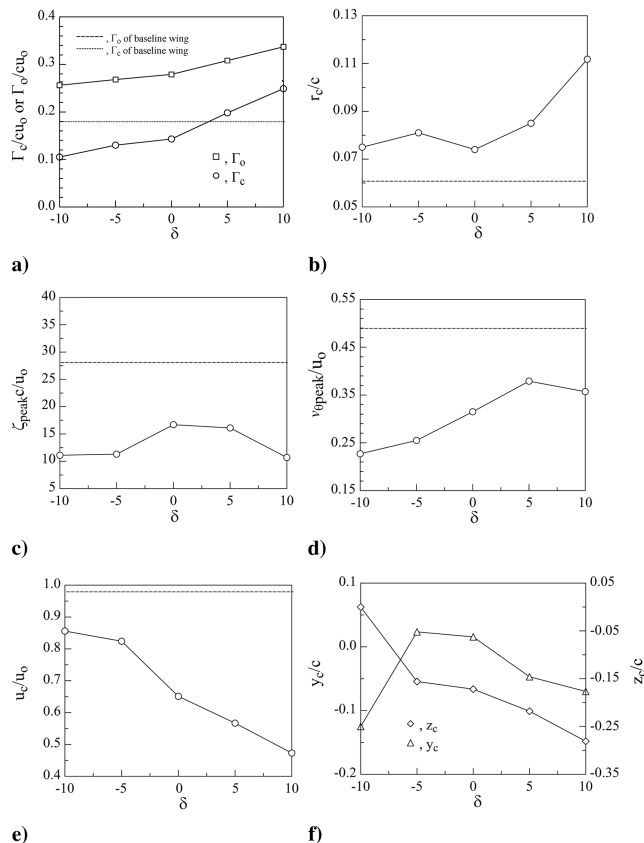 0.4
0.3
0.2
0.1
0.0
Γc/cuo or Γo/cuo
-10 -5 0 5 10
δ
, Γo of baseline wing
, Γc of baseline wing
, Γo
, Γc
a)
0.13
0.11
0.09
0.07
0.05
rc/c
-10 -5 0 5 10
δ
b)
40
35
30
25
20
15
10
5
ζpeakc/uo
-10 -5 0 5 10
δ
c)
0.55
0.45
0.35
0.25
0.15
vθpeak/uo
-10 -5 0 5 10
δ
d)
1.0
0.9
0.8
0.7
0.6
0.5
0.4
uc/uo
-10 -5 0 5 10
δ
e)
0.1
0.0
-0.1
-0.2
yc/c
0.05
-0.05
-0.15
-0.25
-0.35
zc/c
, zc
, yc
-10 -5 0 5 10
δ
f)